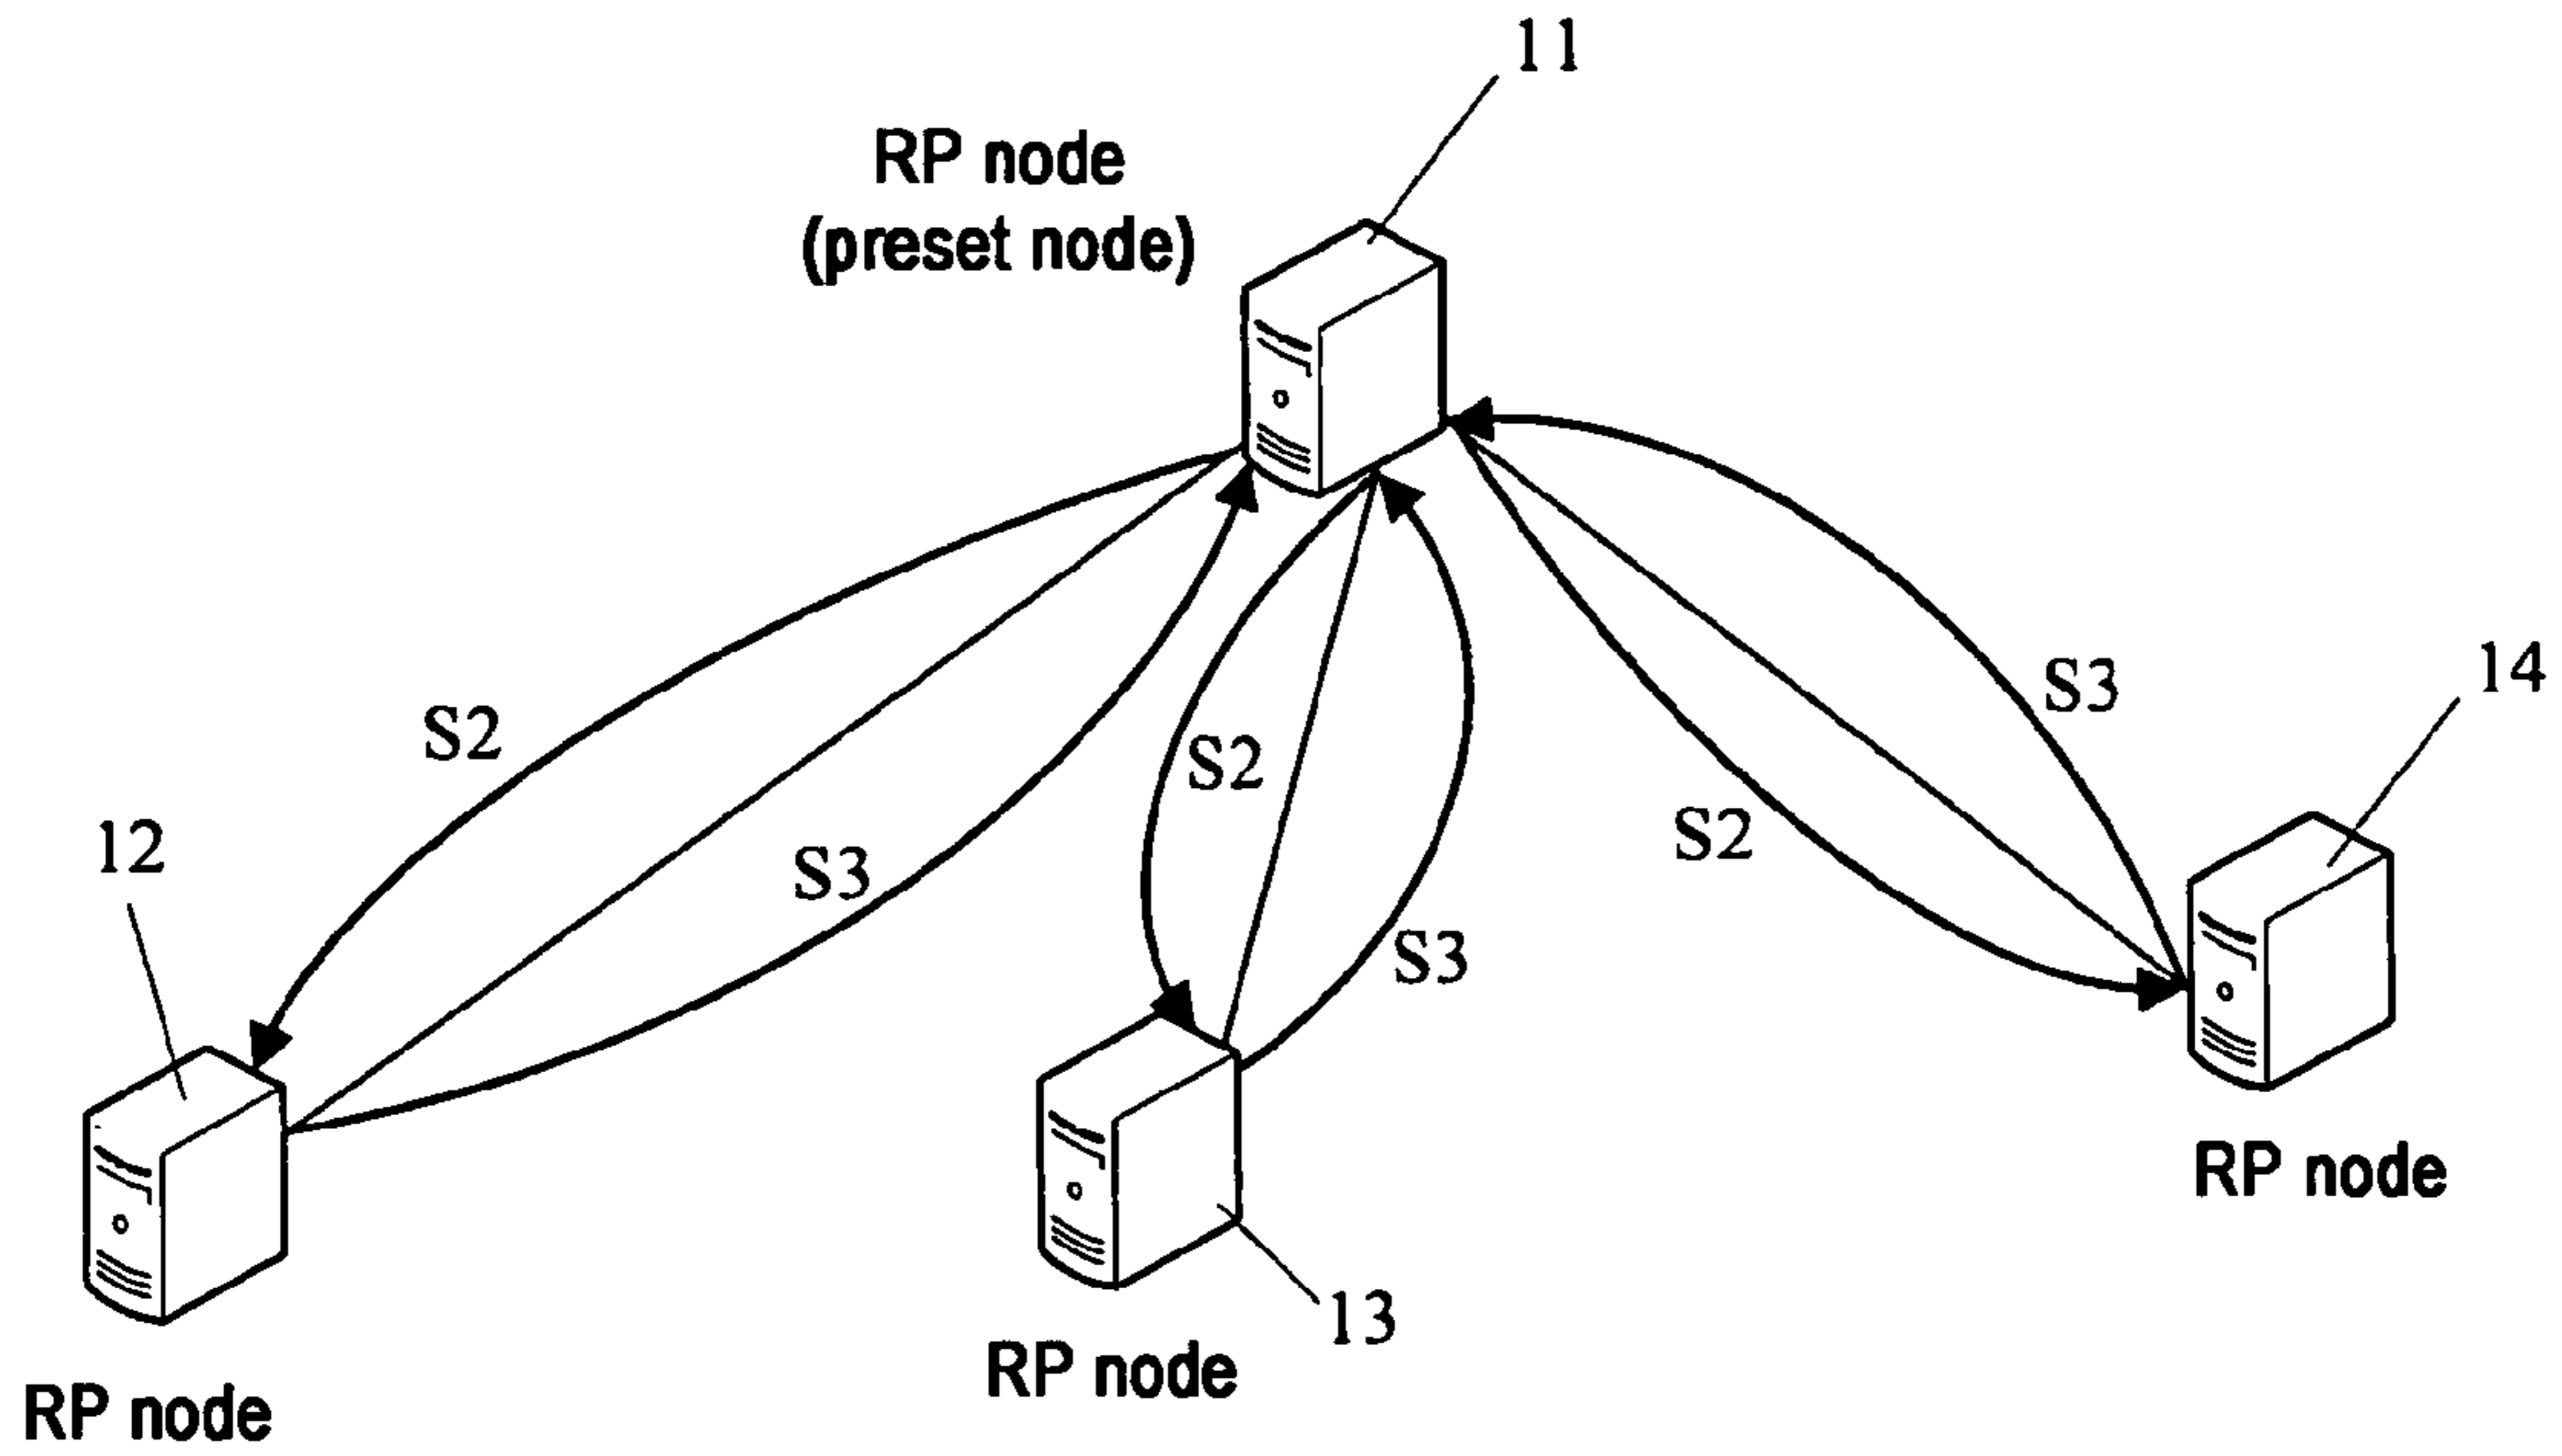 11
RP node
(preset node)
14
S3
S2
S2
S2
12
S3
S3
RP node
13
RP node
RP node